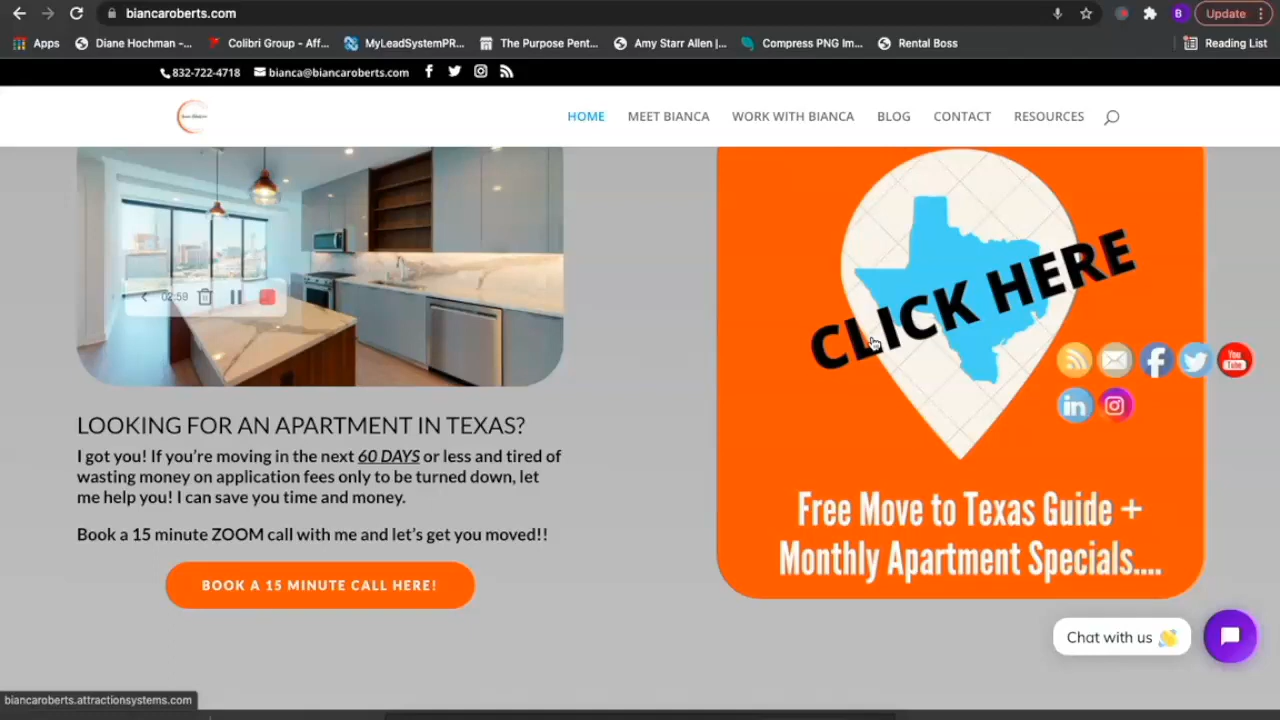 biancaroberts.com
Update
Apps
Diane Hochman -...
Colibri Group - Aff...
MyLeadSystemPR...
The Purpose Pent...
Amy Starr Allen |...
Compress PNG Im...
Rental Boss
Reading List
832-722-4718
bianca@biancaroberts.com
HOME
MEET BIANCA
WORK WITH BIANCA
BLOG
CONTACT
RESOURCES
02:59
LOOKING FOR AN APARTMENT IN TEXAS?
I got you! If you're moving in the next 60 DAYS or less and tired of
wasting money on application fees only to be turned down, let
me help you! I can save you time and money.
Book a 15 minute ZOOM call with me and let's get you moved!!
BOOK A 15 MINUTE CALL HERE!
CLICK HERE
You
Tube
in
Free Move to Texas Guide +
Monthly Apartment Specials....
Chat with us 👋
biancaroberts.attractionsystems.com